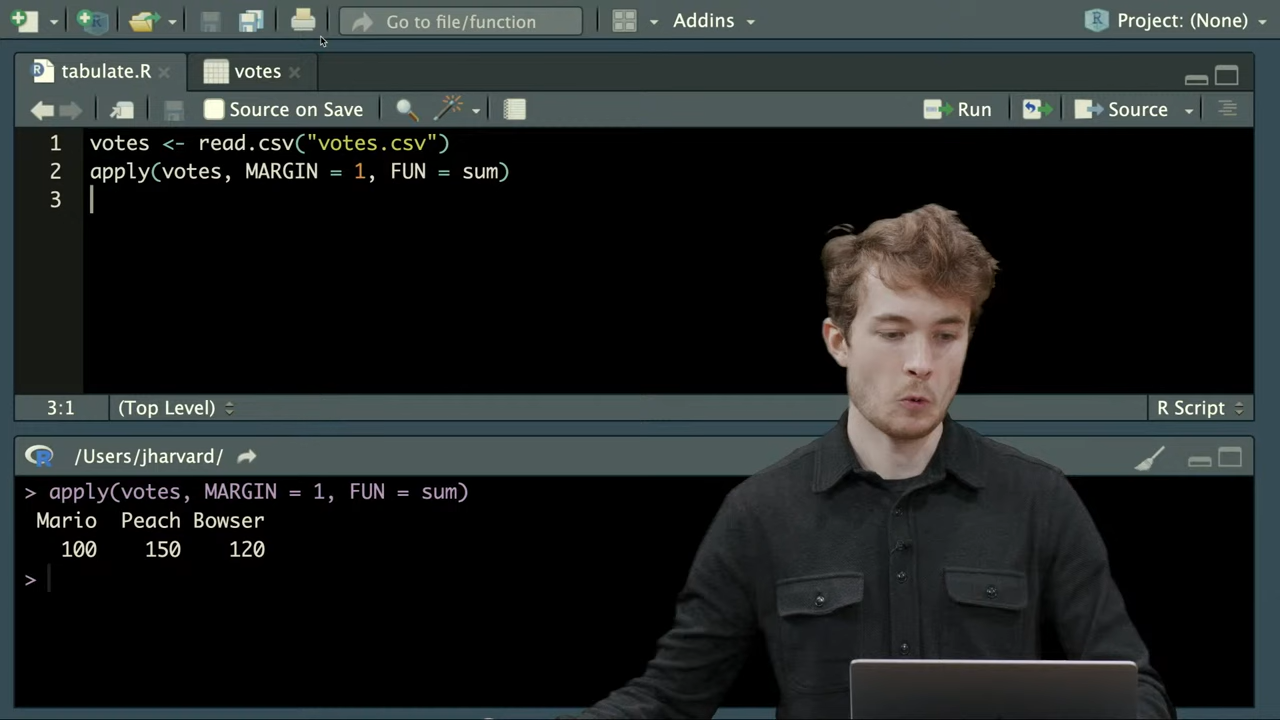 Go to file/function
Addins
Project: (None)
tabulate.R
votes
Source on Save
Run
Source
1 votes <- read.csv("votes.csv")
2 apply(votes, MARGIN = 1, FUN = sum)
3
3:1 (Top Level) R Script
/Users/jharvard/
> apply(votes, MARGIN = 1, FUN = sum)
Mario Peach Bowser
100 150 120
>